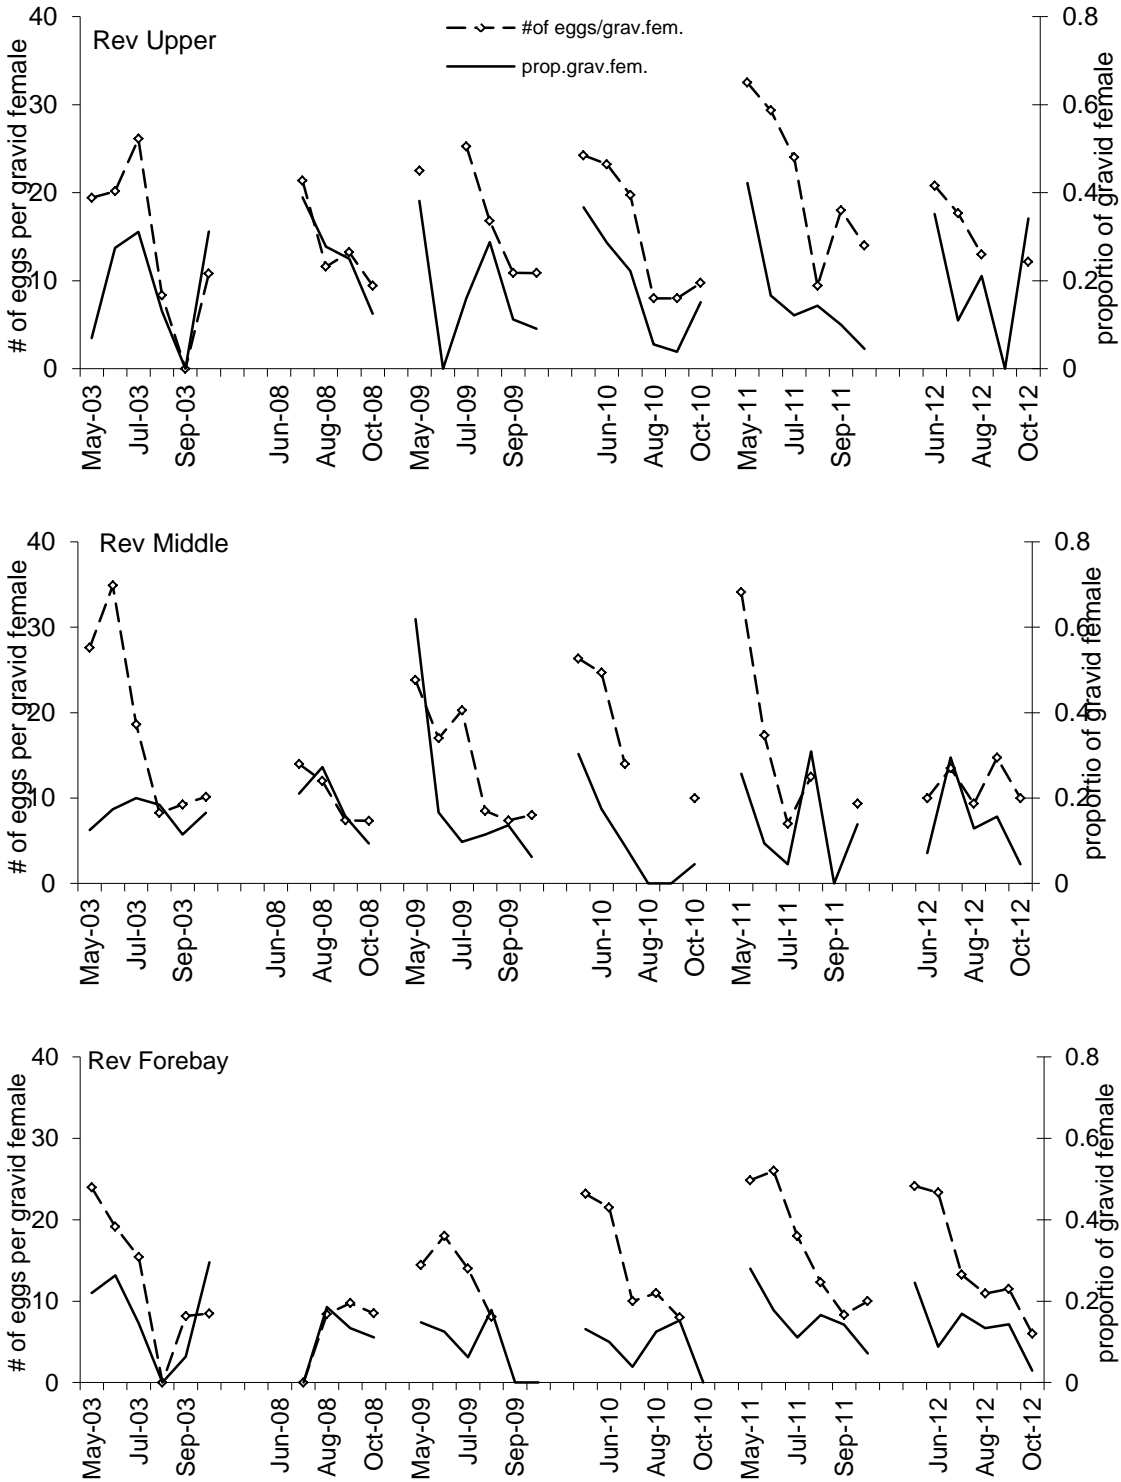 Rev Upper
#of eggs/grav.fem.
prop.grav.fem.
# of eggs per gravid female
proportio of gravid female
40
30
20
10
0
0.8
0.6
0.4
0.2
0
May-03
Jul-03
Sep-03
Jun-08
Aug-08
Oct-08
May-09
Jul-09
Sep-09
Jun-10
Aug-10
Oct-10
May-11
Jul-11
Sep-11
Jun-12
Aug-12
Oct-12
Rev Middle
# of eggs per gravid female
proportio of gravid female
40
30
20
10
0
0.8
0.6
0.4
0.2
0
May-03
Jul-03
Sep-03
Jun-08
Aug-08
Oct-08
May-09
Jul-09
Sep-09
Jun-10
Aug-10
Oct-10
May-11
Jul-11
Sep-11
Jun-12
Aug-12
Oct-12
Rev Forebay
# of eggs per gravid female
proportio of gravid female
40
30
20
10
0
0.8
0.6
0.4
0.2
0
May-03
Jul-03
Sep-03
Jun-08
Aug-08
Oct-08
May-09
Jul-09
Sep-09
Jun-10
Aug-10
Oct-10
May-11
Jul-11
Sep-11
Jun-12
Aug-12
Oct-12